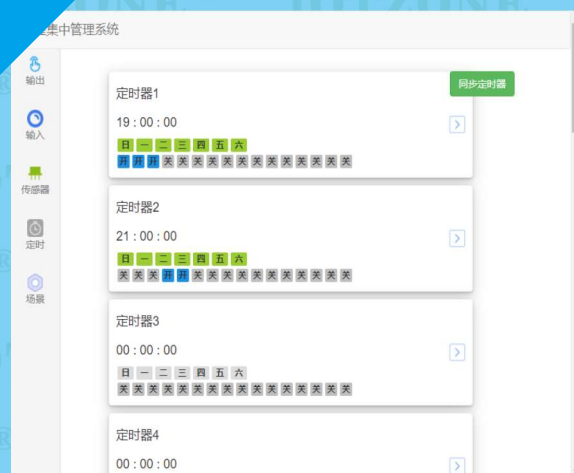 集中管理系统
输出
输入
传感器
定时
场景
同步定时器
定时器1
19 : 00 : 00
日 一 二 三 四 五 六
开 开 开 关 关 关 关 关 关 关 关 关 关 关 关 关
定时器2
21 : 00 : 00
日 一 二 三 四 五 六
关 关 关 开 开 关 关 关 关 关 关 关 关 关 关 关
定时器3
00 : 00 : 00
日 一 二 三 四 五 六
关 关 关 关 关 关 关 关 关 关 关 关 关 关 关 关
定时器4
00 : 00 : 00